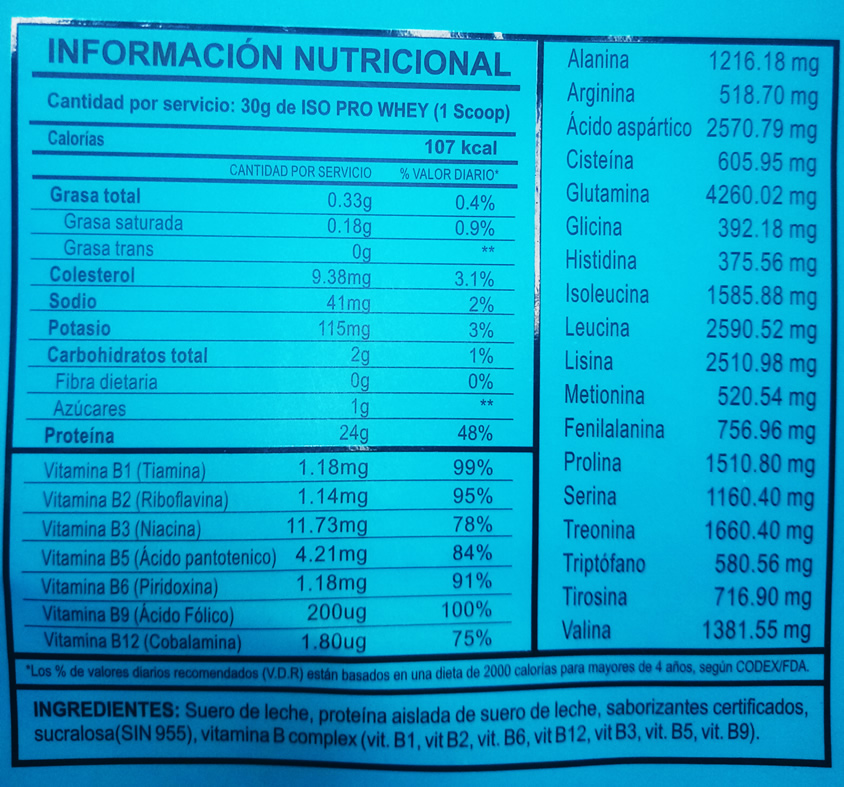 INFORMACIÓN NUTRICIONAL
Cantidad por servicio: 30g de ISO PRO WHEY (1 Scoop)
Calorías 107 kcal
CANTIDAD POR SERVICIO % VALOR DIARIO*
Grasa total 0.33g 0.4%
Grasa saturada 0.18g 0.9%
Grasa trans 0g **
Colesterol 9.38mg 3.1%
Sodio 41mg 2%
Potasio 115mg 3%
Carbohidratos total 2g 1%
Fibra dietaria 0g 0%
Azúcares 1g **
Proteína 24g 48%
Vitamina B1 (Tiamina) 1.18mg 99%
Vitamina B2 (Riboflavina) 1.14mg 95%
Vitamina B3 (Niacina) 11.73mg 78%
Vitamina B5 (Ácido pantotenico) 4.21mg 84%
Vitamina B6 (Piridoxina) 1.18mg 91%
Vitamina B9 (Ácido Fólico) 200ug 100%
Vitamina B12 (Cobalamina) 1.80ug 75%
Alanina 1216.18 mg
Arginina 518.70 mg
Ácido aspártico 2570.79 mg
Cisteína 605.95 mg
Glutamina 4260.02 mg
Glicina 392.18 mg
Histidina 375.56 mg
Isoleucina 1585.88 mg
Leucina 2590.52 mg
Lisina 2510.98 mg
Metionina 520.54 mg
Fenilalanina 756.96 mg
Prolina 1510.80 mg
Serina 1160.40 mg
Treonina 1660.40 mg
Triptófano 580.56 mg
Tirosina 716.90 mg
Valina 1381.55 mg
*Los % de valores diarios recomendados (V.D.R) están basados en una dieta de 2000 calorías para mayores de 4 años, según CODEX/FDA.
INGREDIENTES: Suero de leche, proteína aislada de suero de leche, saborizantes certificados,
sucralosa(SIN 955), vitamina B complex (vit. B1, vit B2, vit. B6, vit B12, vit B3, vit. B5, vit. B9).